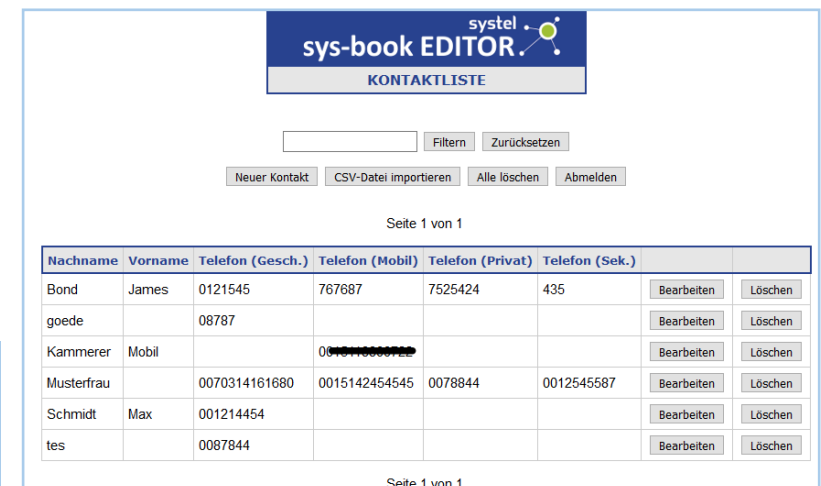 systel
sys-book EDITOR
KONTAKTLISTE
Filtern Zurücksetzen
Neuer Kontakt CSV-Datei importieren Alle löschen Abmelden
Seite 1 von 1
Nachname Vorname Telefon (Gesch.) Telefon (Mobil) Telefon (Privat) Telefon (Sek.)
Bond James 0121545 767687 7525424 435 Bearbeiten Löschen
goede 08787 Bearbeiten Löschen
Kammerer Mobil Bearbeiten Löschen
Musterfrau 0070314161680 0015142454545 0078844 0012545587 Bearbeiten Löschen
Schmidt Max 001214454 Bearbeiten Löschen
tes 0087844 Bearbeiten Löschen
Seite 1 von 1